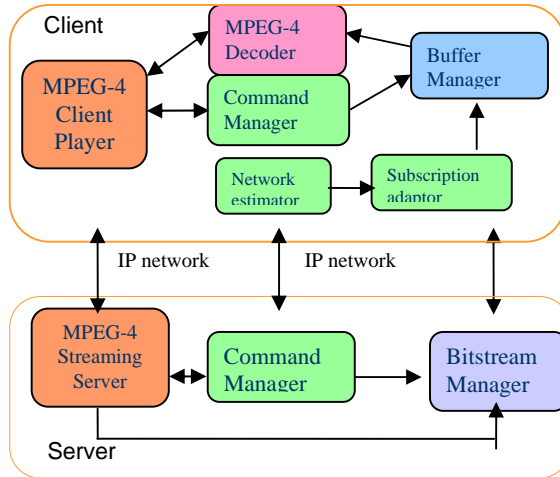 Client
MPEG-4
Decoder
Buffer
Manager
MPEG-4
Client
Player
Command
Manager
Network
estimator
Subscription
adaptor
IP network
IP network
MPEG-4
Streaming
Server
Command
Manager
Bitstream
Manager
Server